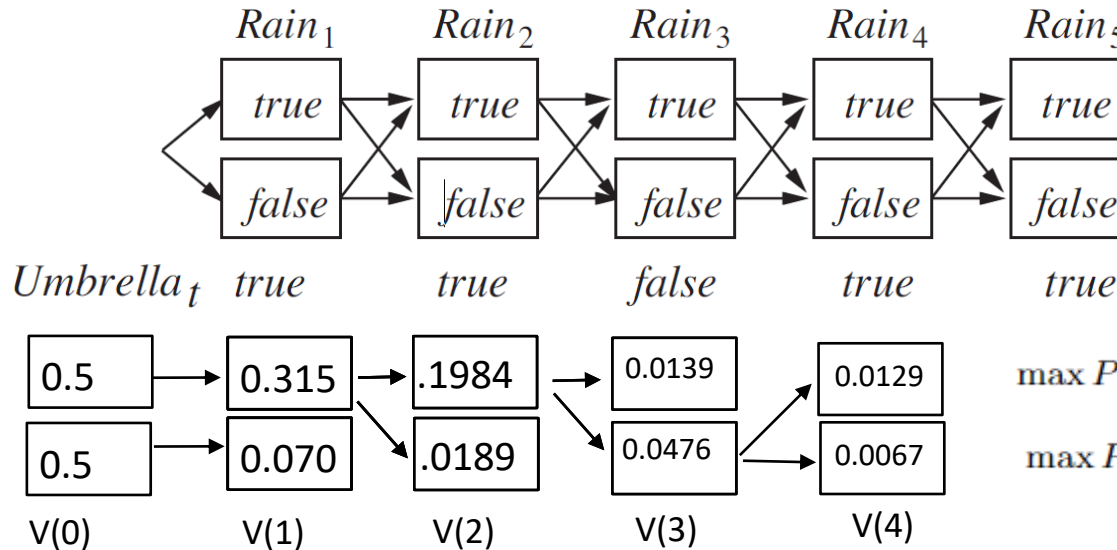 Rain₁ Rain₂ Rain₃ Rain₄ Rain₅
true true true true true
false false false false false
Umbrellaₜ true true false true true
0.5 0.315 .1984 0.0139 0.0129 max P
0.5 0.070 .0189 0.0476 0.0067 max P
V(0) V(1) V(2) V(3) V(4)